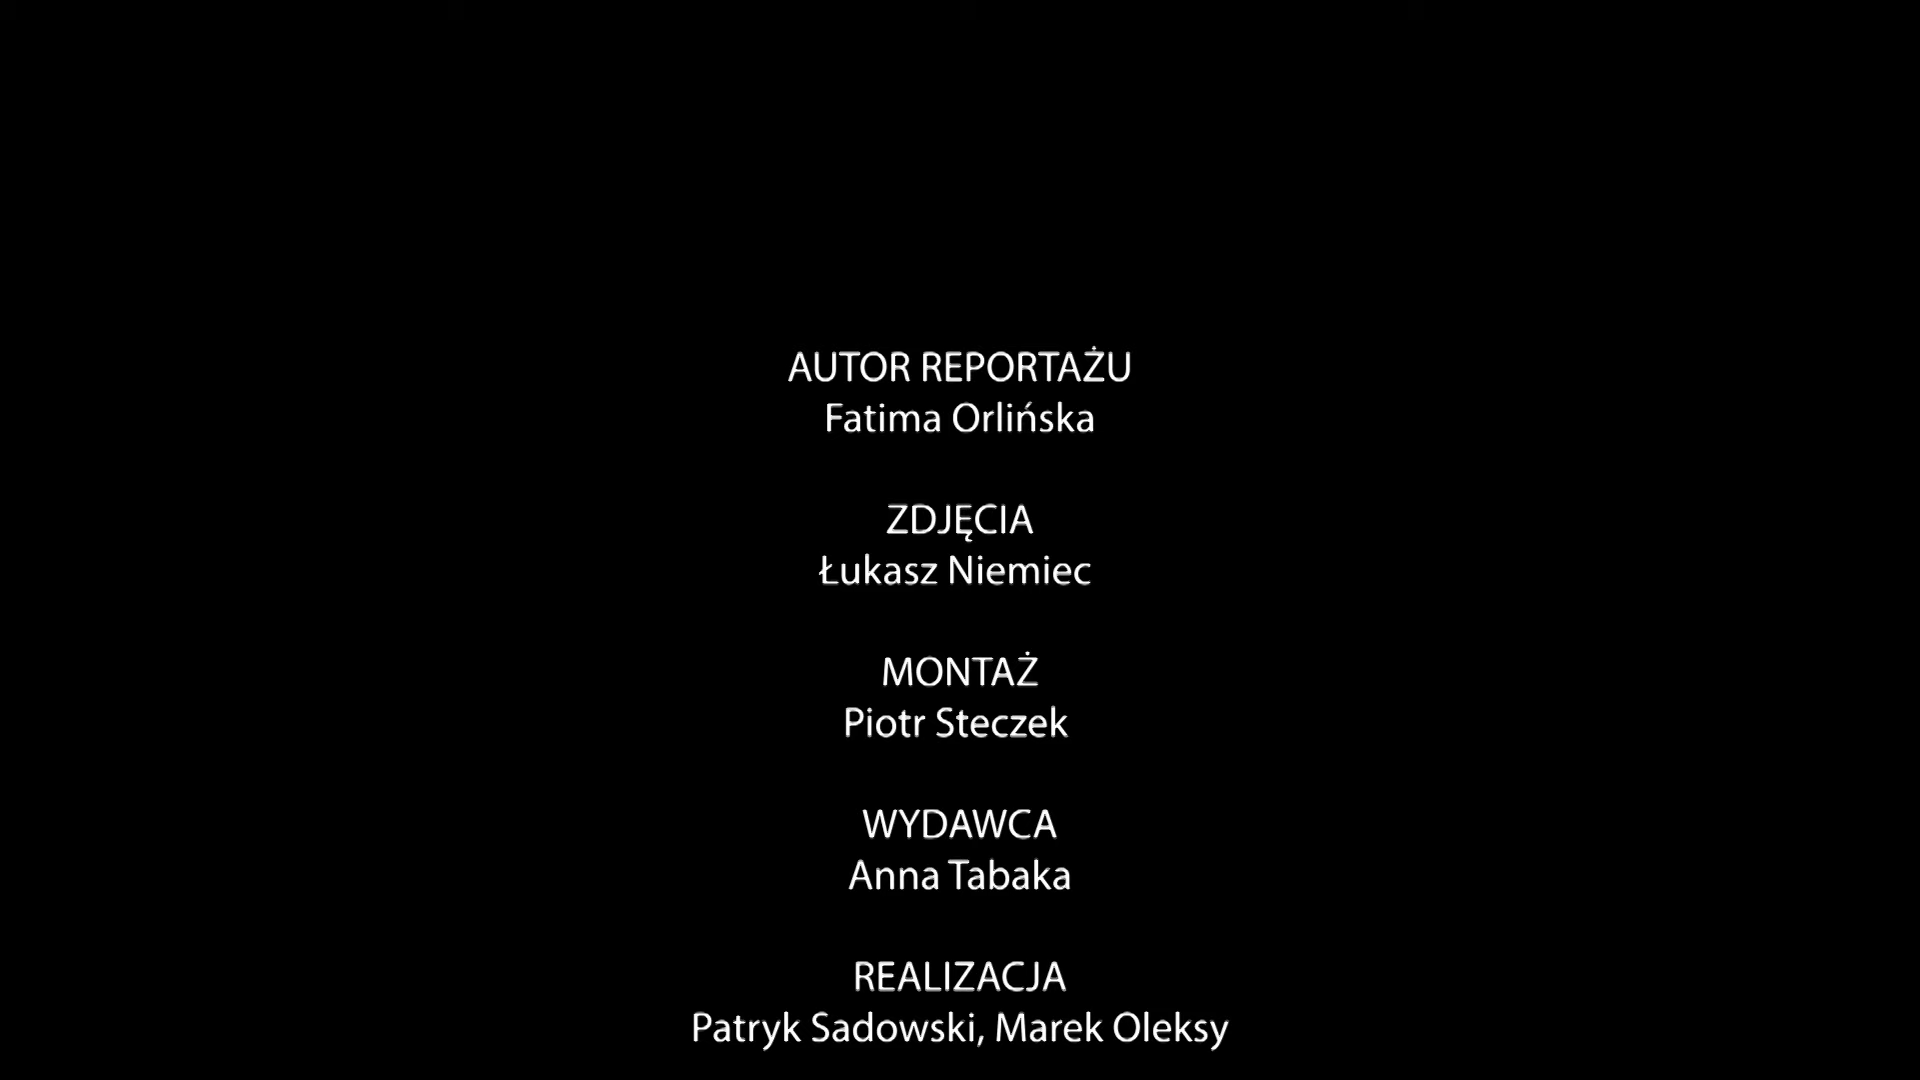 AUTOR REPORTAŻU
Fatima Orlińska
ZDJĘCIA
Łukasz Niemiec
MONTAŻ
Piotr Steczek
WYDAWCA
Anna Tabaka
REALIZACJA
Patryk Sadowski, Marek Oleksy